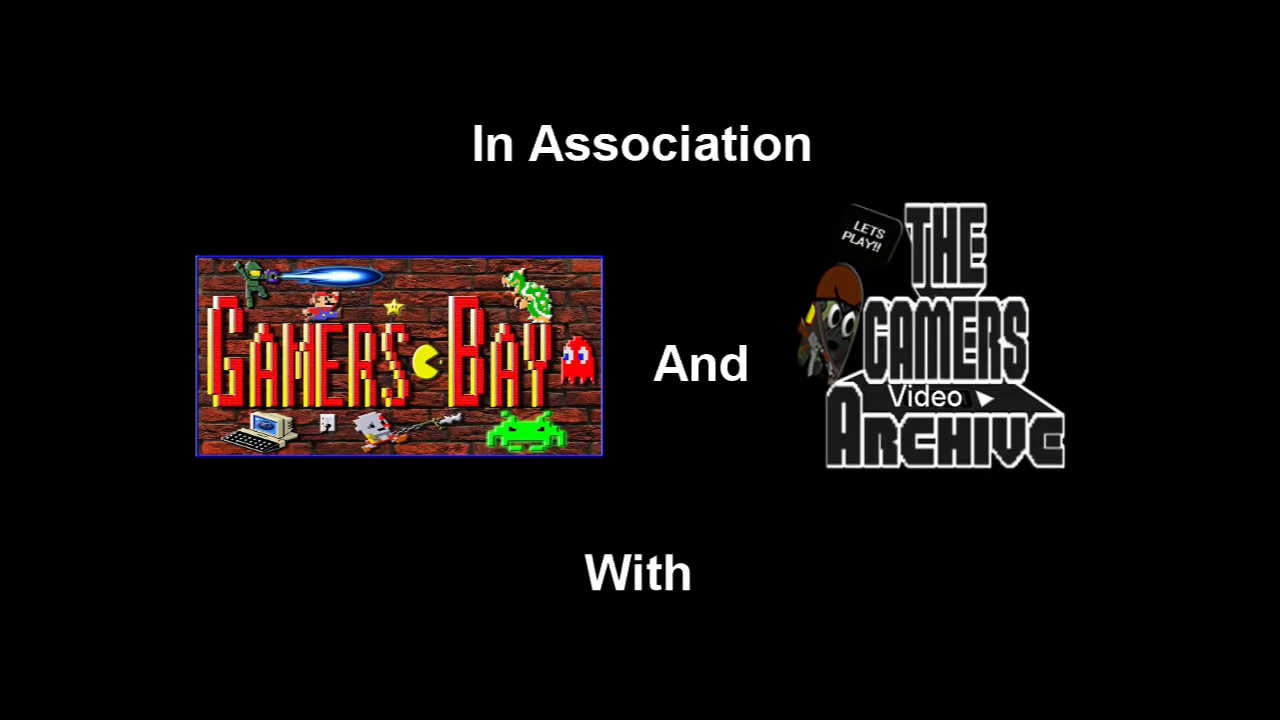 In Association
GAMERS BAY
And
LETS
PLAY!!
THE
GAMERS
Video
ARCHIVE
With